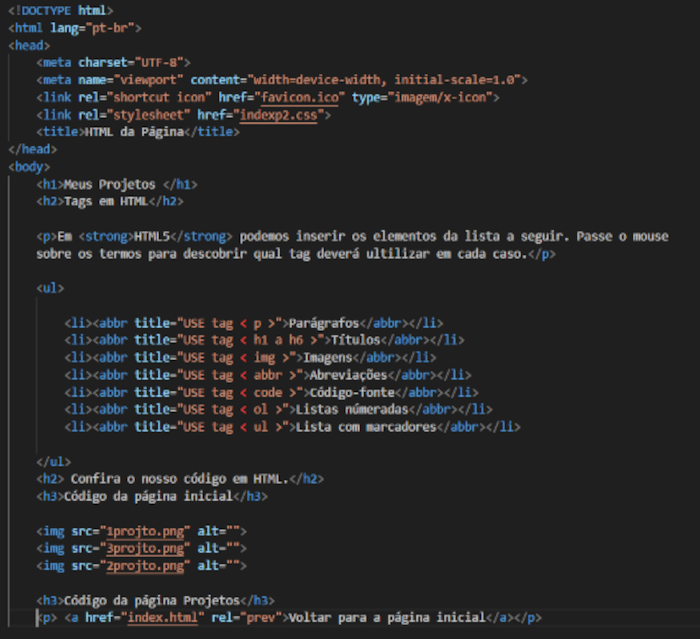 <!DOCTYPE html>
<html lang="pt-br">
<head>
<meta charset="UTF-8">
<meta name="viewport" content="width=device-width, initial-scale=1.0">
<link rel="shortcut icon" href="favicon.ico" type="imagem/x-icon">
<link rel="stylesheet" href="indexp2.css">
<title>HTML da Página</title>
</head>
<body>
<h1>Meus Projetos </h1>
<h2>Tags em HTML</h2>
<p>Em <strong>HTML5</strong> podemos inserir os elementos da lista a seguir. Passe o mouse
sobre os termos para descobrir qual tag deverá ultilizar em cada caso.</p>
<ul>
<li><abbr title="USE tag < p >">Parágrafos</abbr></li>
<li><abbr title="USE tag < h1 a h6 >">Títulos</abbr></li>
<li><abbr title="USE tag < img >">Imagens</abbr></li>
<li><abbr title="USE tag < abbr >">Abreviações</abbr></li>
<li><abbr title="USE tag < code >">Código-fonte</abbr></li>
<li><abbr title="USE tag < ol >">Listas númeradas</abbr></li>
<li><abbr title="USE tag < ul >">Lista com marcadores</abbr></li>
</ul>
<h2> Confira o nosso código em HTML.</h2>
<h3>Código da página inicial</h3>
<img src="1projto.png" alt="">
<img src="3projto.png" alt="">
<img src="2projto.png" alt="">
<h3>Código da página Projetos</h3>
<p> <a href="index.html" rel="prev">Voltar para a página inicial</a></p>